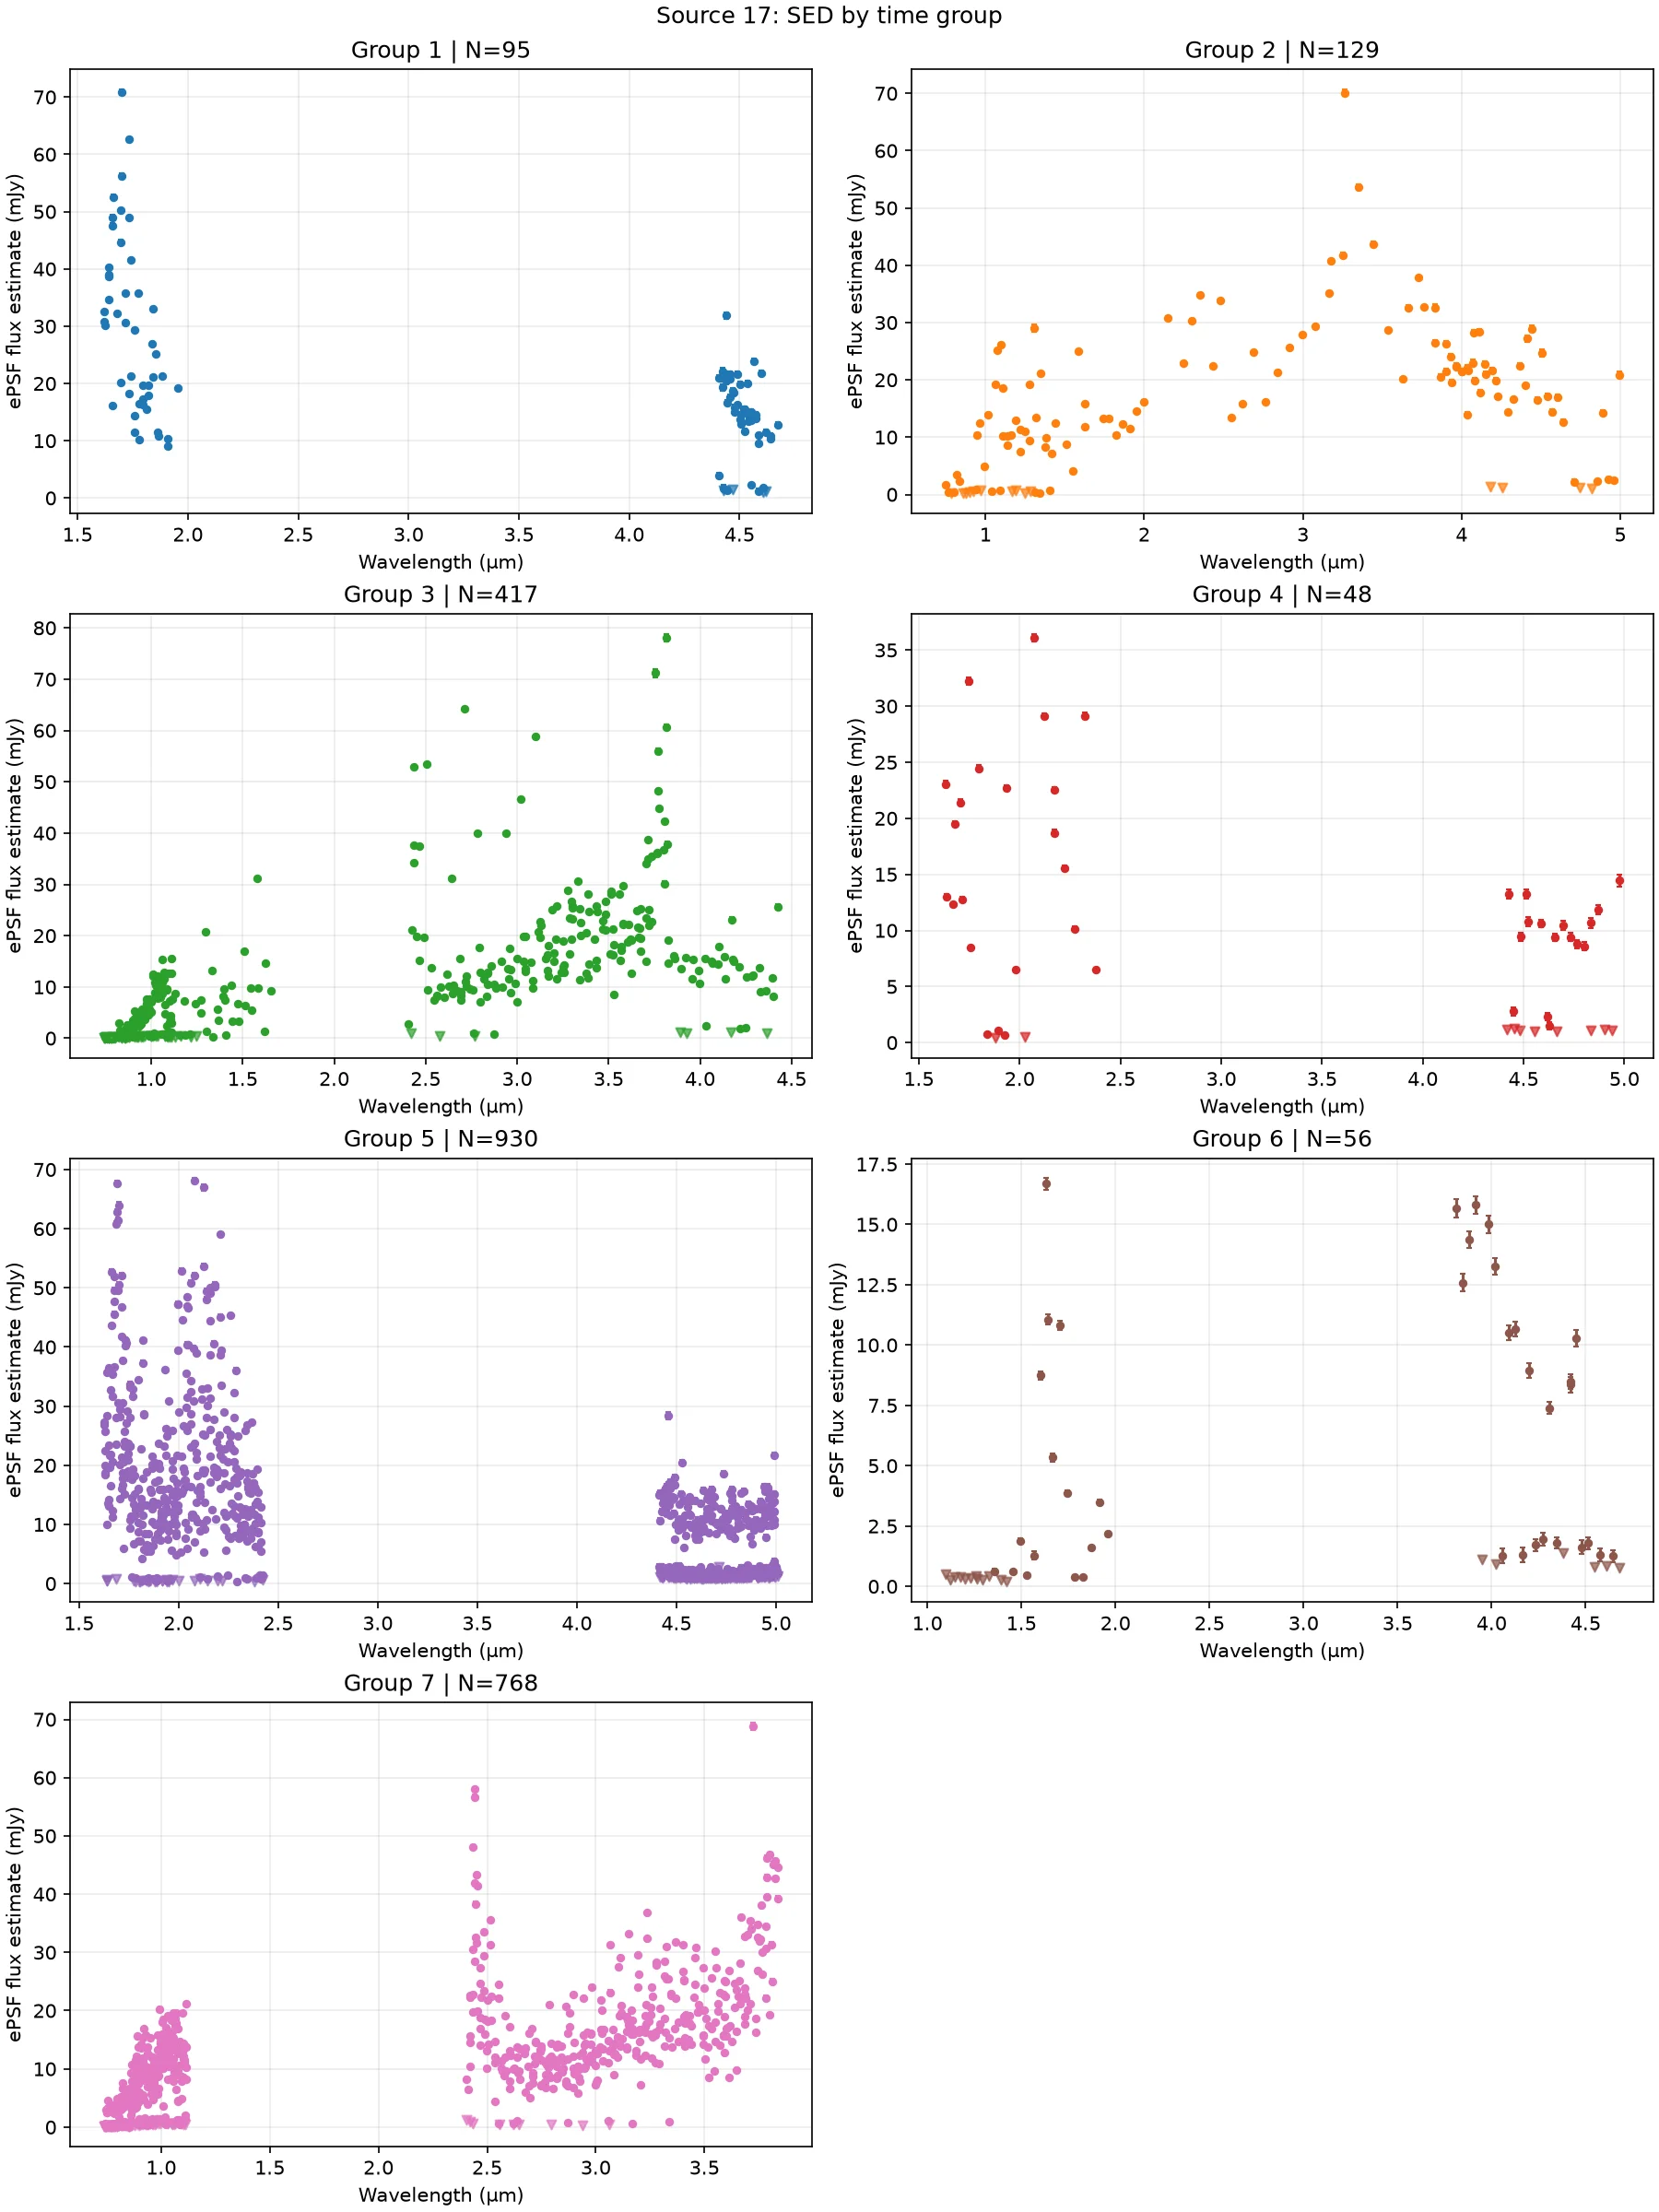 Source 17: SED by time group
Group 1 | N=95
ePSF flux estimate (mJy)
70
60
50
40
30
20
10
0
1.5 2.0 2.5 3.0 3.5 4.0 4.5
Wavelength (μm)
Group 2 | N=129
ePSF flux estimate (mJy)
70
60
50
40
30
20
10
0
1 2 3 4 5
Wavelength (μm)
Group 3 | N=417
ePSF flux estimate (mJy)
80
70
60
50
40
30
20
10
0
1.0 1.5 2.0 2.5 3.0 3.5 4.0 4.5
Wavelength (μm)
Group 4 | N=48
ePSF flux estimate (mJy)
35
30
25
20
15
10
5
0
1.5 2.0 2.5 3.0 3.5 4.0 4.5 5.0
Wavelength (μm)
Group 5 | N=930
ePSF flux estimate (mJy)
70
60
50
40
30
20
10
0
1.5 2.0 2.5 3.0 3.5 4.0 4.5 5.0
Wavelength (μm)
Group 6 | N=56
ePSF flux estimate (mJy)
17.5
15.0
12.5
10.0
7.5
5.0
2.5
0.0
1.0 1.5 2.0 2.5 3.0 3.5 4.0 4.5
Wavelength (μm)
Group 7 | N=768
ePSF flux estimate (mJy)
70
60
50
40
30
20
10
0
1.0 1.5 2.0 2.5 3.0 3.5
Wavelength (μm)